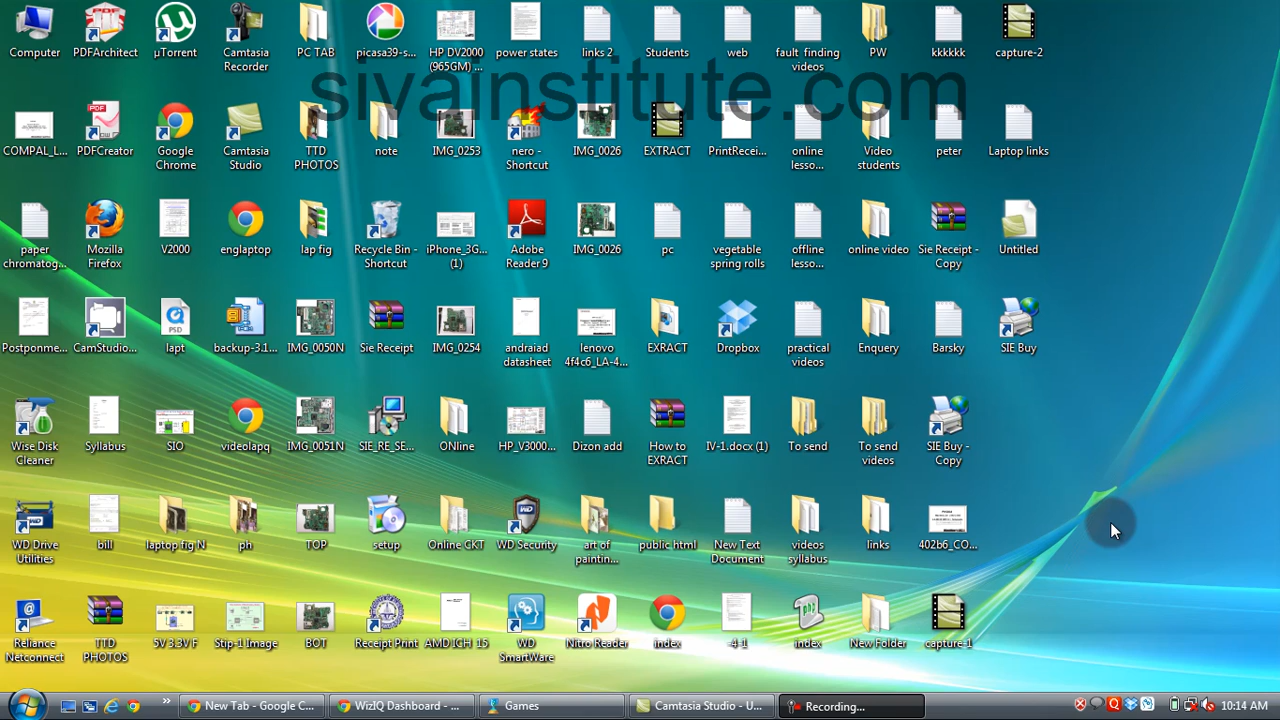 Computer
PDFArchitect
µTorrent
Camtasia
Recorder
PC TAB
picasa39-s...
HP DV2000
(965GM) ...
power states
links 2
Students
web
fault_finding
videos
PW
kkkkkk
capture-2
sivainstitute.com
COMPAL_L...
PDFCreator
Google
Chrome
Camtasia
Studio
TTD
PHOTOS
note
IMG_0253
nero -
Shortcut
IMG_0026
EXTRACT
PrintRecei...
online
lesso...
Video
students
peter
Laptop links
paper
chromatog...
Mozilla
Firefox
V2000
englaptop
lap fig
Recycle Bin -
Shortcut
iPhone_3G...
(1)
Adobe
Reader 9
IMG_0026
pc
vegetable
spring rolls
offline
lesso...
online video
Sie Receipt -
Copy
Untitled
Postponme...
CamStudio...
PSD
lapt
backup-3.1...
IMG_0050N
Sie Receipt
IMG_0254
andraiad
datasheet
lenovo
4f4c6_LA-4...
EXRACT
Dropbox
practical
videos
Enquery
Barsky
SIE Buy
Wise Disk
Cleaner
Syllabus
SIO
videolapq
IMG_0051N
SIE_RE_SE...
ONline
HP_V3000...
Dizon add
How to
EXRACT
IV-1.docx (1)
To send
To send
videos
SIE Buy -
Copy
WD Drive
Utilities
bill
laptop fig N
ph
TOP
setup
Online CKT
WD Security
art of
paintin...
public html
New Text
Document
videos
syllabus
links
402b6_CO...
Reliance
Netconnect
TTD
PHOTOS
5V 3.3V F
Stip-1 Image
BOT
Receipt Print
AMD ICH_15
WD
SmartWare
Nitro Reader
index
4-1
index
New Folder
capture-1
New Tab - Google C...
WizIQ Dashboard - ...
Games
Camtasia Studio - U...
Recording...
10:14 AM